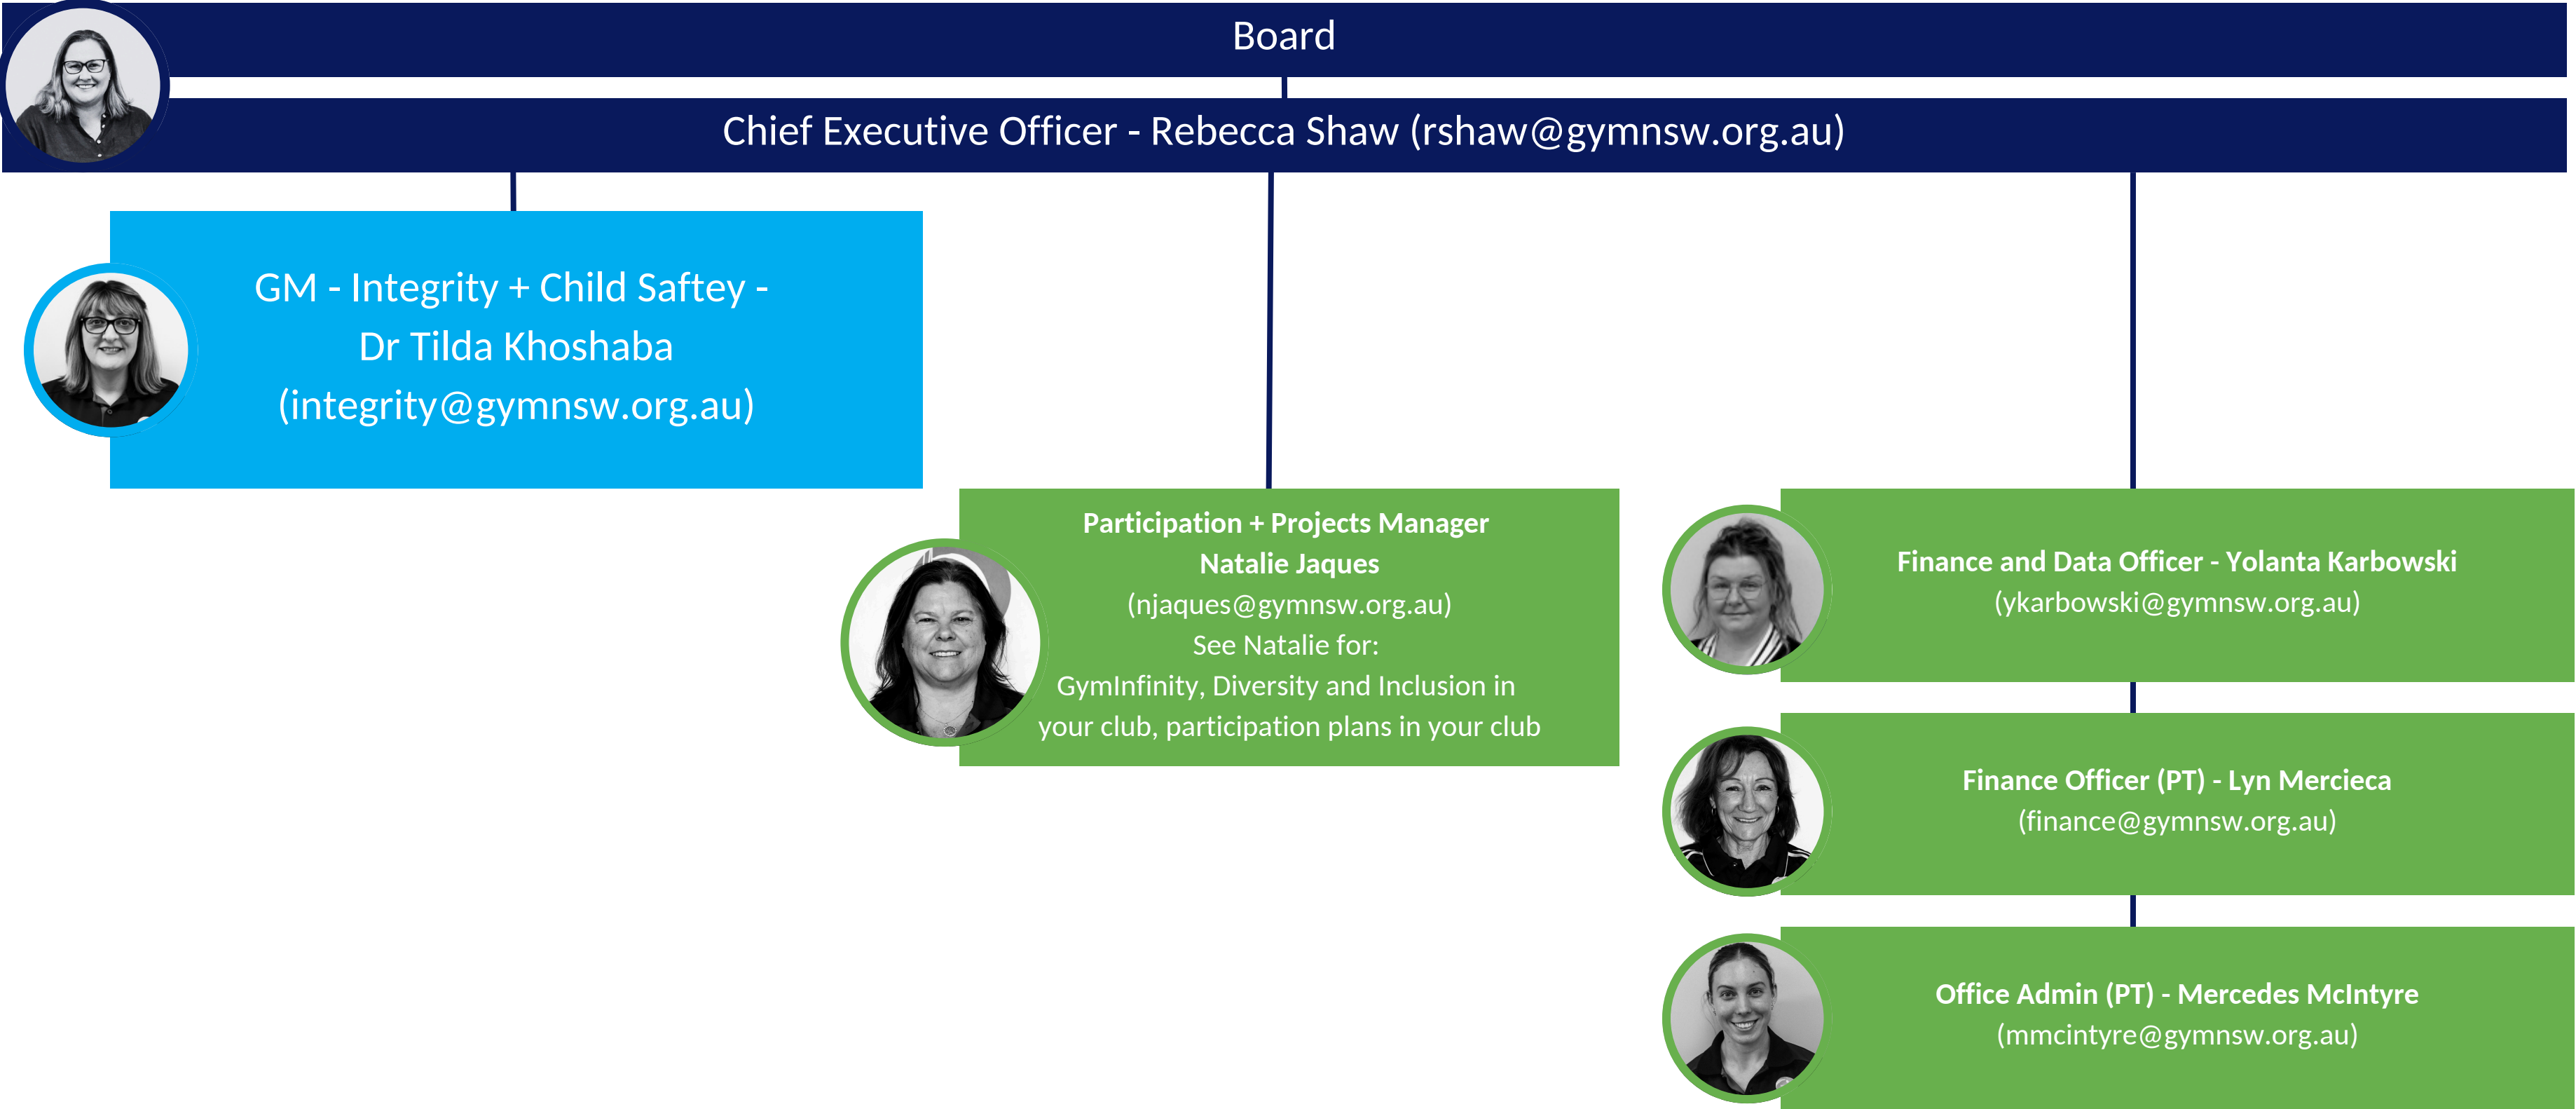 Board
Chief Executive Officer - Rebecca Shaw (rshaw@gymnsw.org.au)
GM - Integrity + Child Saftey -
Dr Tilda Khoshaba
(integrity@gymnsw.org.au)
Participation + Projects Manager
Natalie Jaques
(njaques@gymnsw.org.au)
See Natalie for:
GymInfinity, Diversity and Inclusion in
your club, participation plans in your club
Finance and Data Officer - Yolanta Karbowski
(ykarbowski@gymnsw.org.au)
Finance Officer (PT) - Lyn Mercieca
(finance@gymnsw.org.au)
Office Admin (PT) - Mercedes McIntyre
(mmcintyre@gymnsw.org.au)